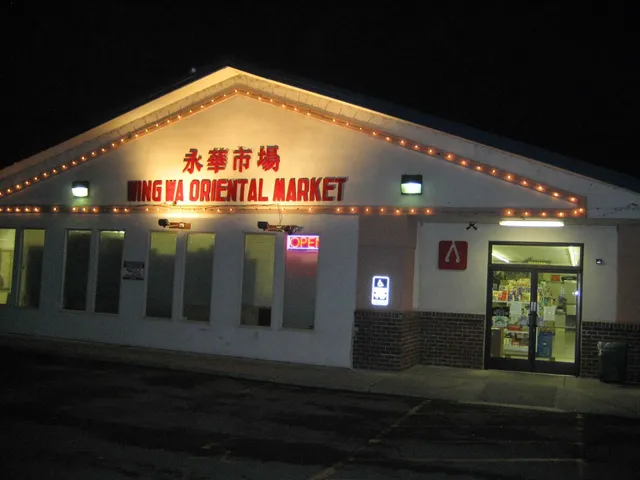 永華市場
WING WA ORIENTAL MARKET
OPEN